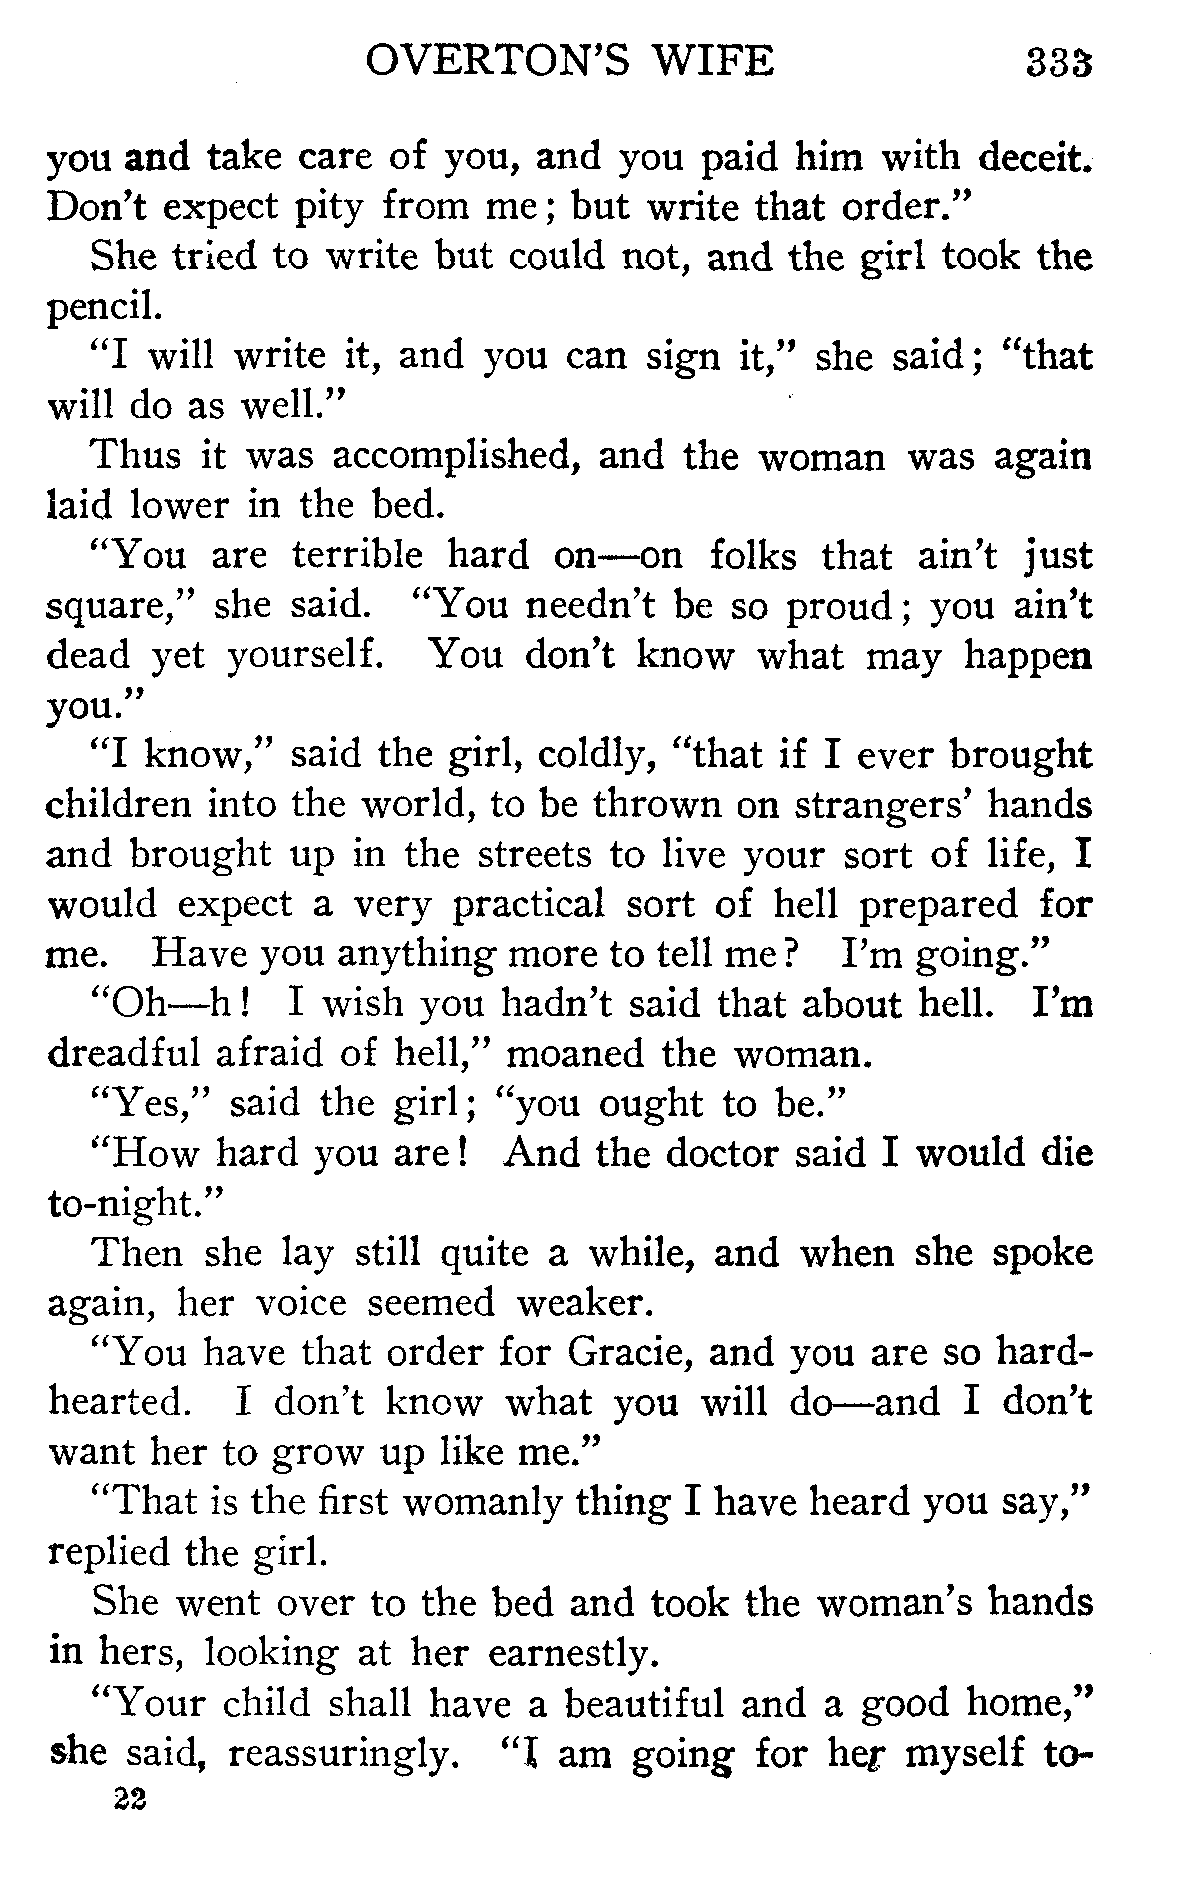 OVERTON'S WIFE 333
you and take care of you, and you paid him with deceit.
Don't expect pity from me; but write that order."
She tried to write but could not, and the girl took the
pencil.
"I will write it, and you can sign it," she said; "that
will do as well."
Thus it was accomplished, and the woman was again
laid lower in the bed.
"You are terrible hard on—on folks that ain't just
square," she said. "You needn't be so proud; you ain't
dead yet yourself. You don't know what may happen
you."
"I know," said the girl, coldly, "that if I ever brought
children into the world, to be thrown on strangers' hands
and brought up in the streets to live your sort of life, I
would expect a very practical sort of hell prepared for
me. Have you anything more to tell me? I'm going."
"Oh—h! I wish you hadn't said that about hell. I'm
dreadful afraid of hell," moaned the woman.
"Yes," said the girl; "you ought to be."
"How hard you are! And the doctor said I would die
to-night."
Then she lay still quite a while, and when she spoke
again, her voice seemed weaker.
"You have that order for Gracie, and you are so hard-
hearted. I don't know what you will do—and I don't
want her to grow up like me."
"That is the first womanly thing I have heard you say,"
replied the girl.
She went over to the bed and took the woman's hands
in hers, looking at her earnestly.
"Your child shall have a beautiful and a good home,"
she said, reassuringly. "I am going for her myself to-
22